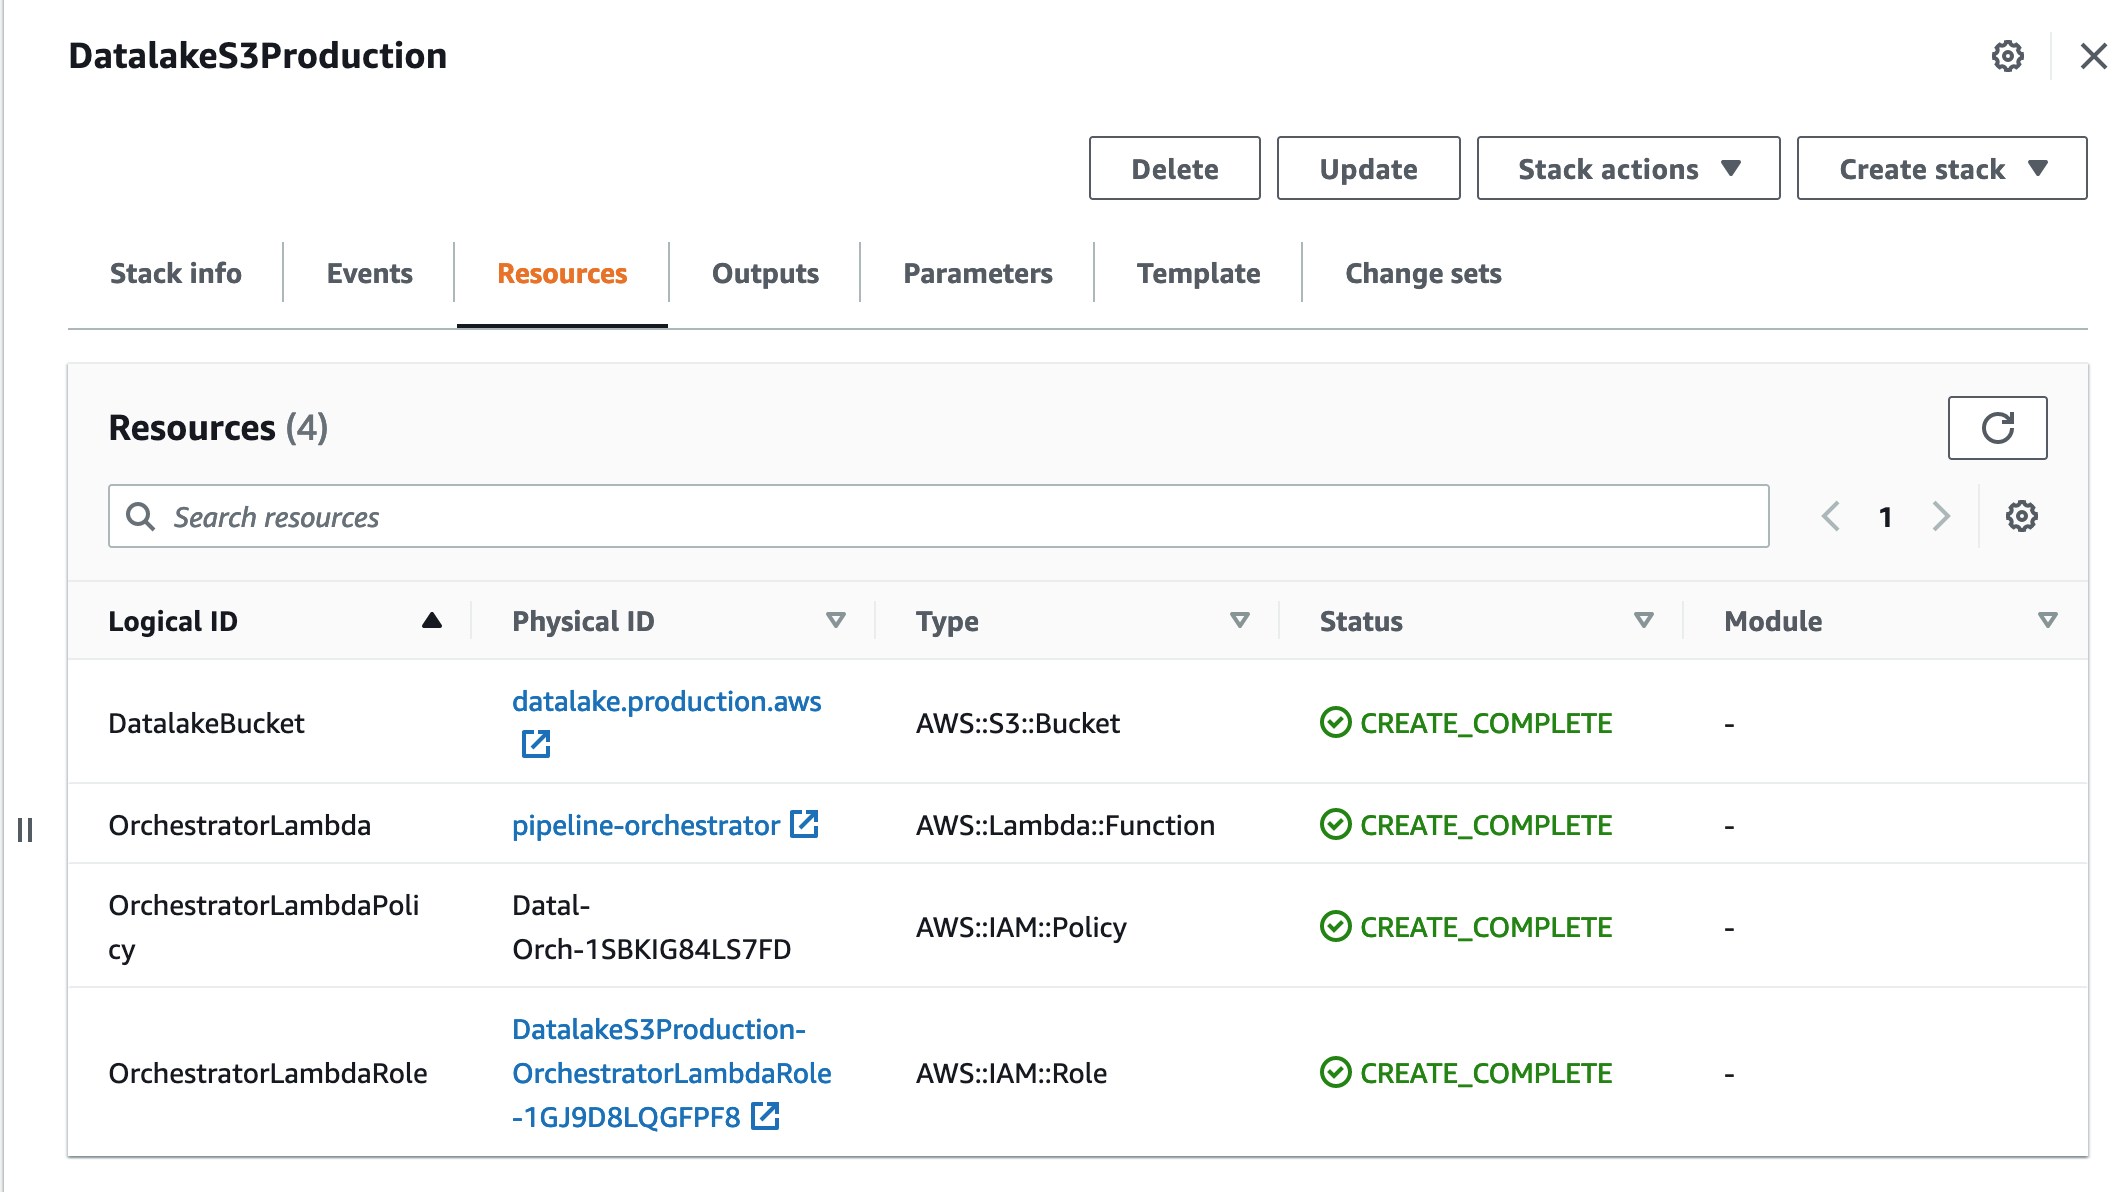 DatalakeS3Production
Delete
Update
Stack actions
Create stack
Stack info
Events
Resources
Outputs
Parameters
Template
Change sets
Resources (4)
Search resources
1
Logical ID
Physical ID
Type
Status
Module
DatalakeBucket
datalake.production.aws
AWS::S3::Bucket
CREATE_COMPLETE
-
OrchestratorLambda
pipeline-orchestrator
AWS::Lambda::Function
CREATE_COMPLETE
-
OrchestratorLambdaPoli
cy
Datal-
Orch-1SBKIG84LS7FD
AWS::IAM::Policy
CREATE_COMPLETE
-
OrchestratorLambdaRole
DatalakeS3Production-
OrchestratorLambdaRole
-1GJ9D8LQGFPF8
AWS::IAM::Role
CREATE_COMPLETE
-